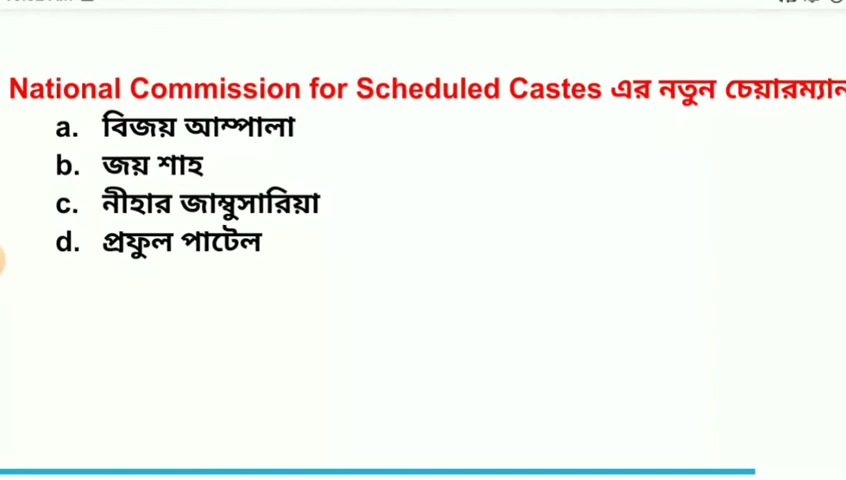 National Commission for Scheduled Castes এর নতুন চেয়ারম্যান
a. বিজয় আম্পালা
b. জয় শাহ
c. নীহার জাম্বুসারিয়া
d. প্রফুল পাটেল